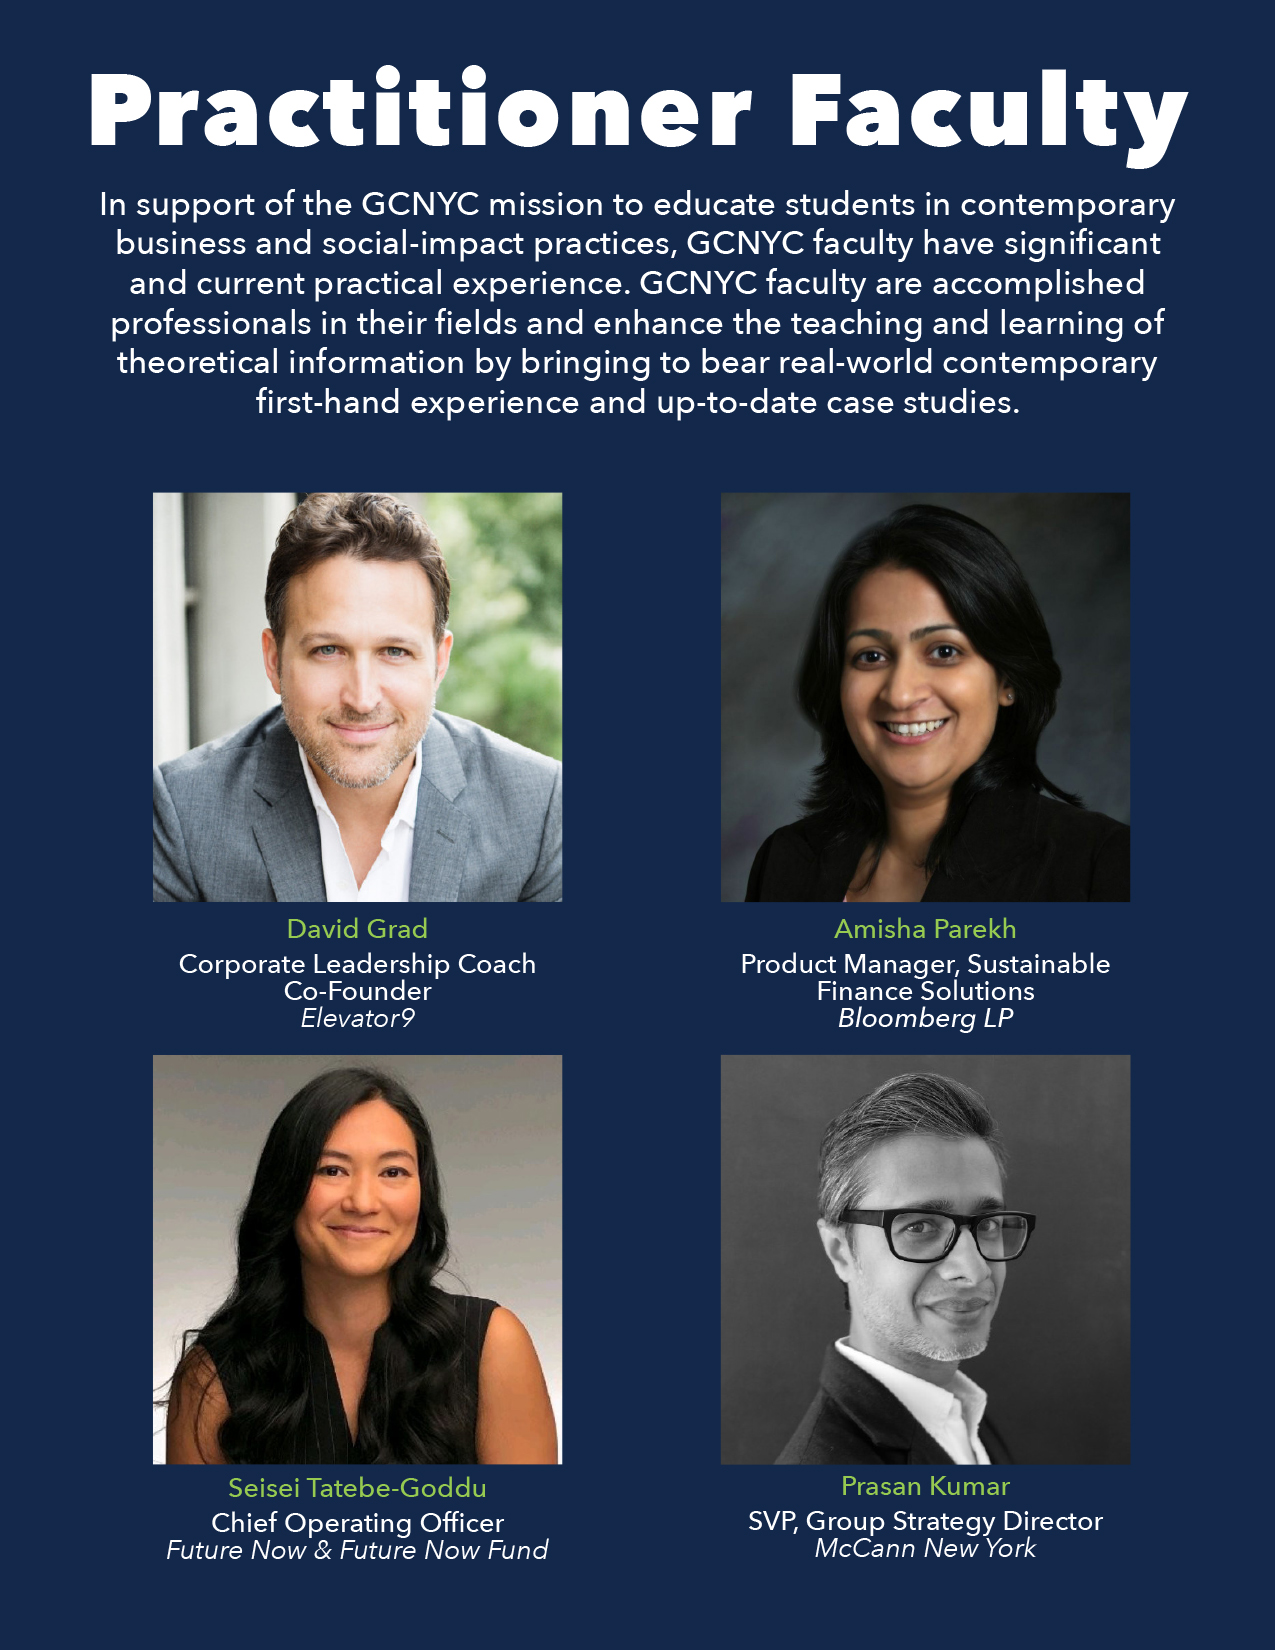 Practitioner Faculty
In support of the GCNYC mission to educate students in contemporary
business and social-impact practices, GCNYC faculty have significant
and current practical experience. GCNYC faculty are accomplished
professionals in their fields and enhance the teaching and learning of
theoretical information by bringing to bear real-world contemporary
first-hand experience and up-to-date case studies.
David Grad
Corporate Leadership Coach
Co-Founder
Elevator9
Amisha Parekh
Product Manager, Sustainable
Finance Solutions
Bloomberg LP
Seisei Tatebe-Goddu
Chief Operating Officer
Future Now & Future Now Fund
Prasan Kumar
SVP, Group Strategy Director
McCann New York